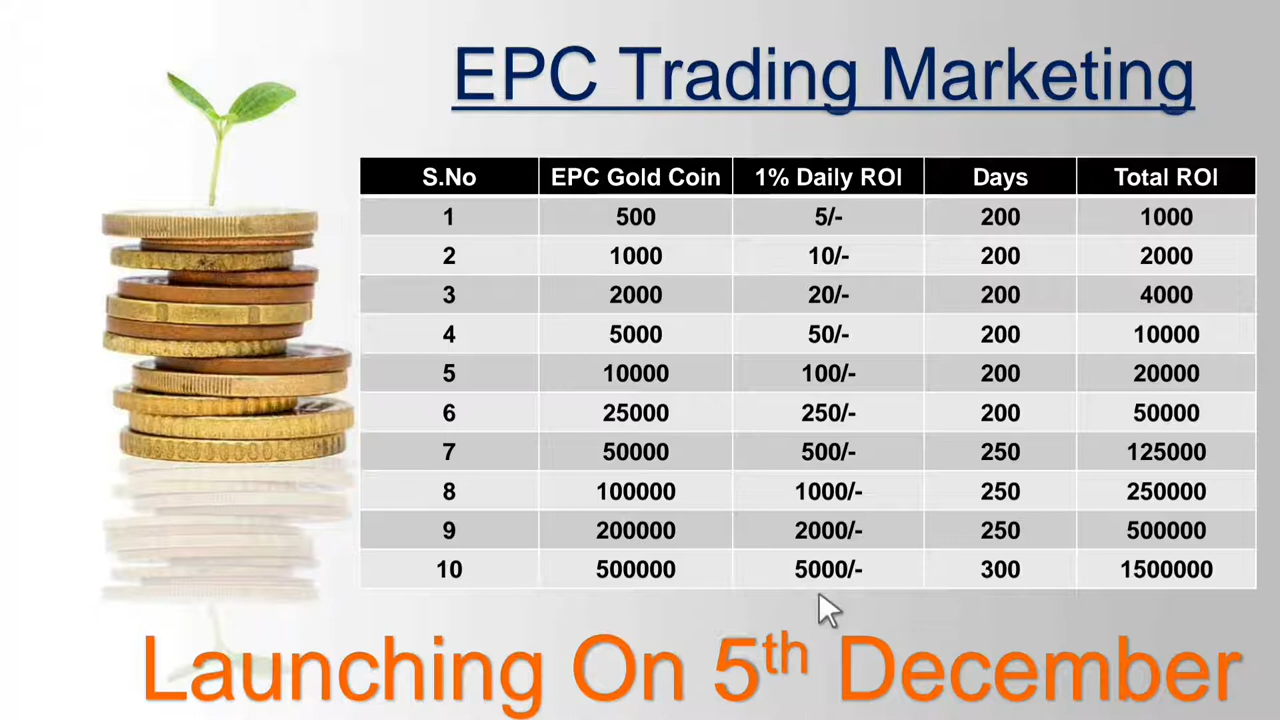 EPC Trading Marketing
S.No EPC Gold Coin 1% Daily ROI Days Total ROI
1 500 5/- 200 1000
2 1000 10/- 200 2000
3 2000 20/- 200 4000
4 5000 50/- 200 10000
5 10000 100/- 200 20000
6 25000 250/- 200 50000
7 50000 500/- 250 125000
8 100000 1000/- 250 250000
9 200000 2000/- 250 500000
10 500000 5000/- 300 1500000
Launching On 5th December